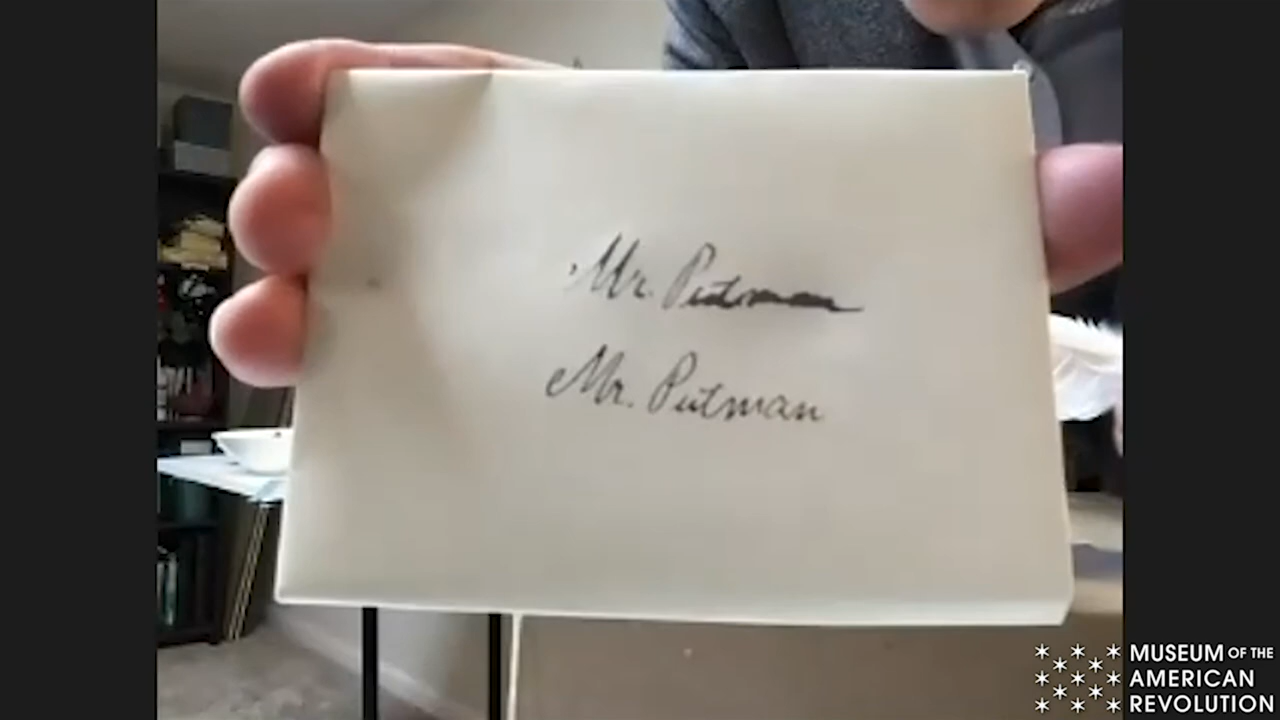 Mr. Putman
Mr. Putman
MUSEUM OF THE
AMERICAN
REVOLUTION